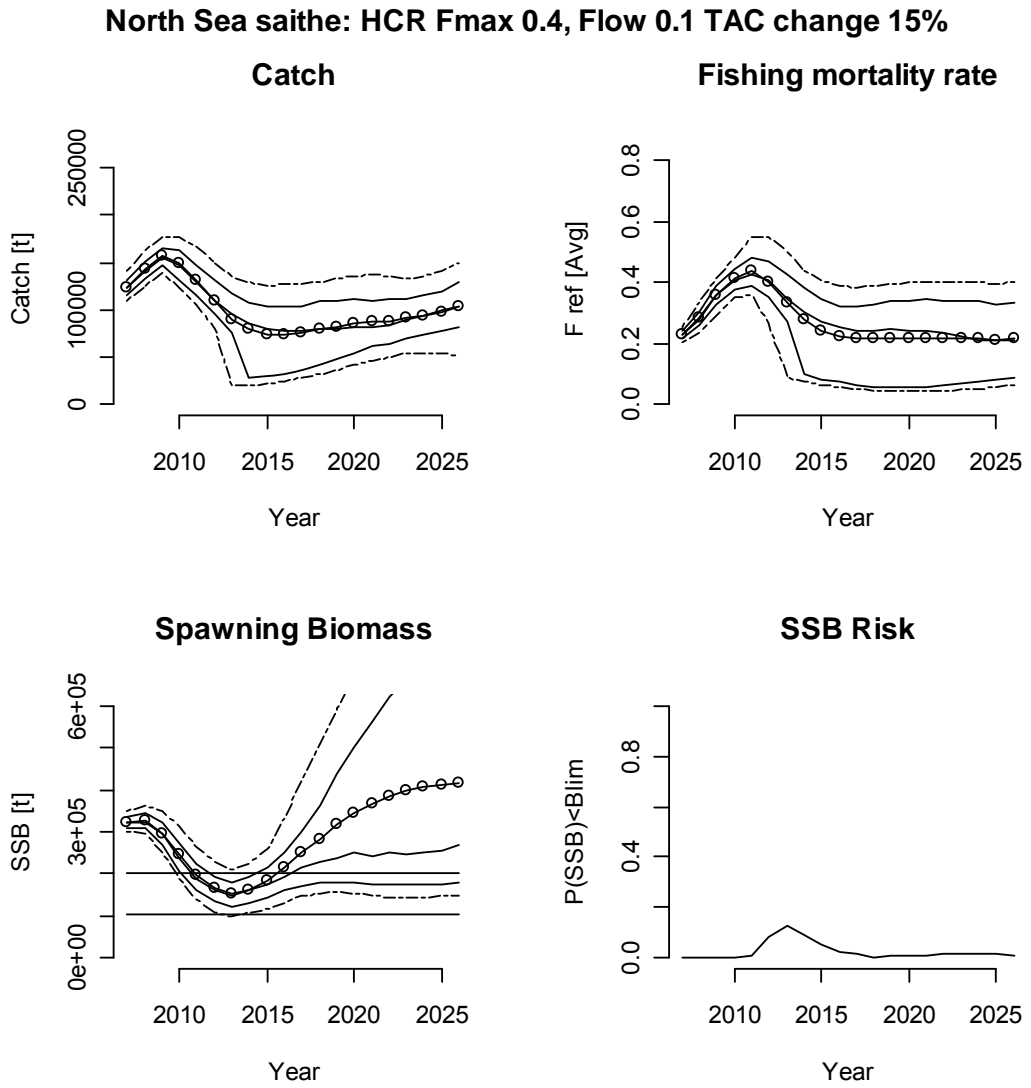 North Sea saithe: HCR Fmax 0.4, Flow 0.1 TAC change 15%
Catch
Catch [t]
0 100000 250000
2010 2015 2020 2025
Year
Fishing mortality rate
F ref [Avg]
0.0 0.2 0.4 0.6 0.8
2010 2015 2020 2025
Year
Spawning Biomass
SSB [t]
0e+00 3e+05 6e+05
2010 2015 2020 2025
Year
SSB Risk
P(SSB)<Blim
0.0 0.4 0.8
2010 2015 2020 2025
Year